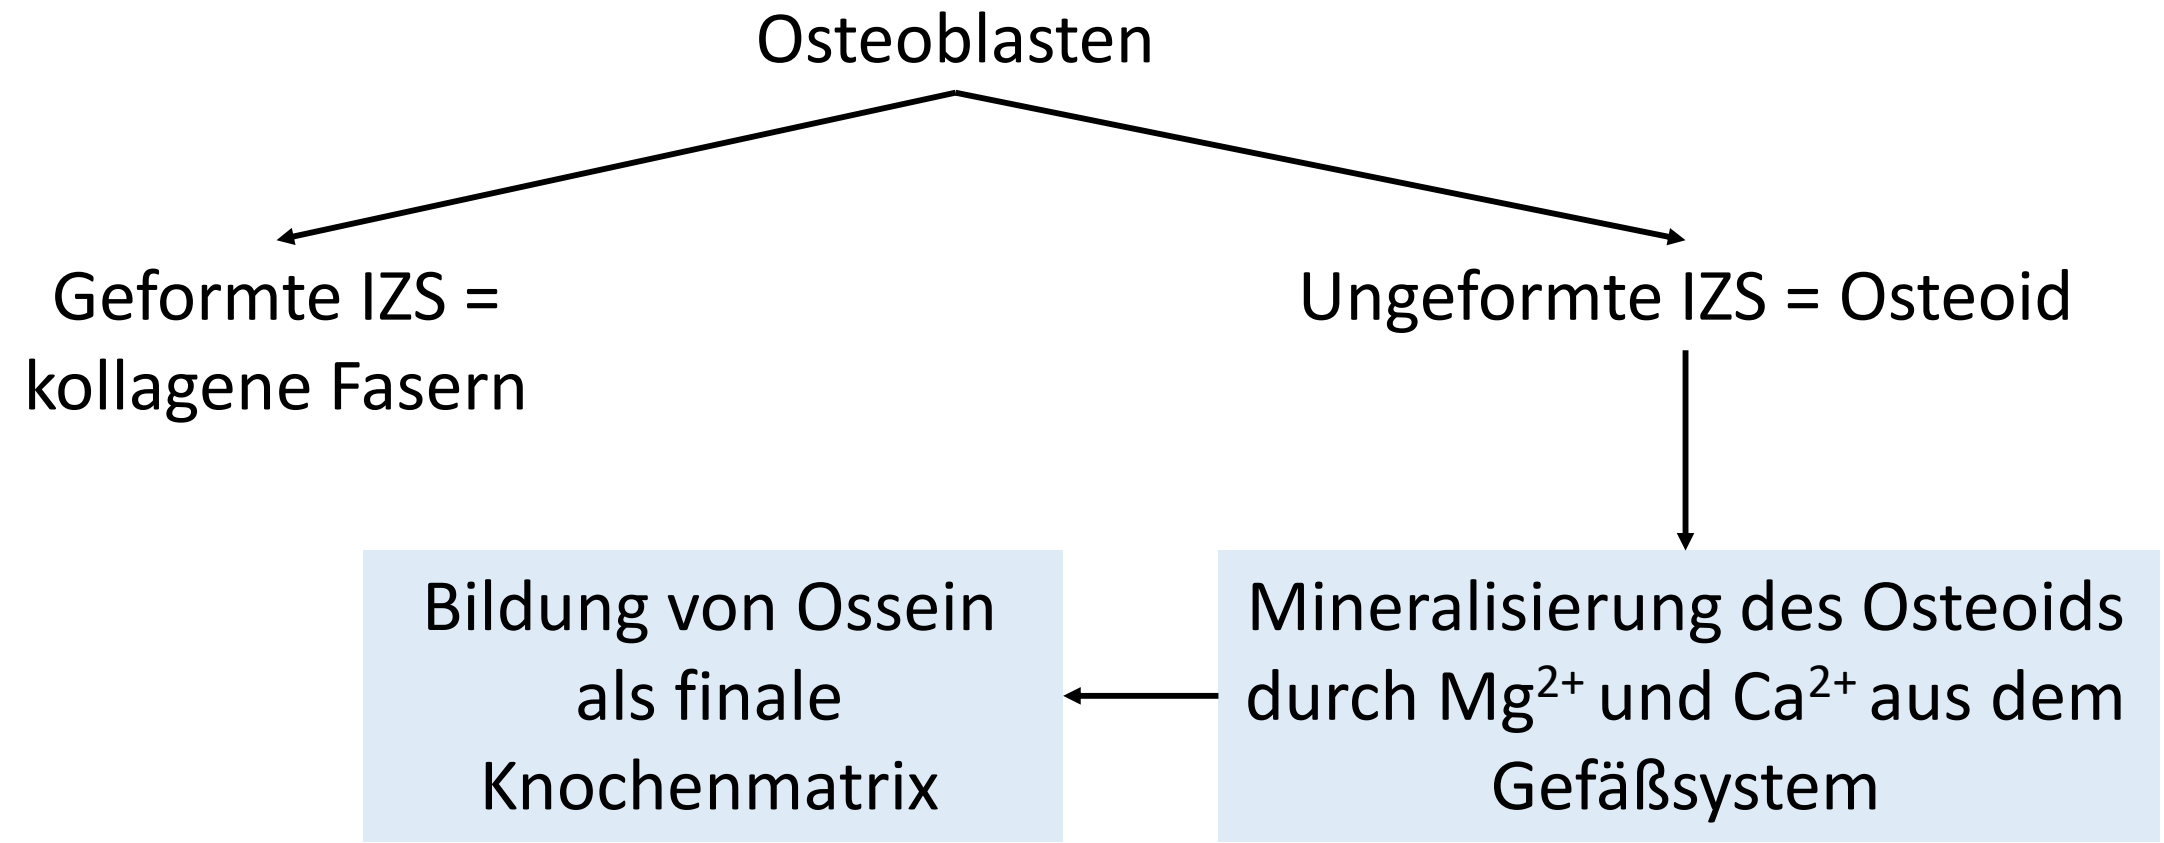 Osteoblasten
Geformte IZS =
kollagene Fasern
Ungeformte IZS = Osteoid
Bildung von Ossein
als finale
Knochenmatrix
Mineralisierung des Osteoids
durch Mg²⁺ und Ca²⁺ aus dem
Gefäßsystem